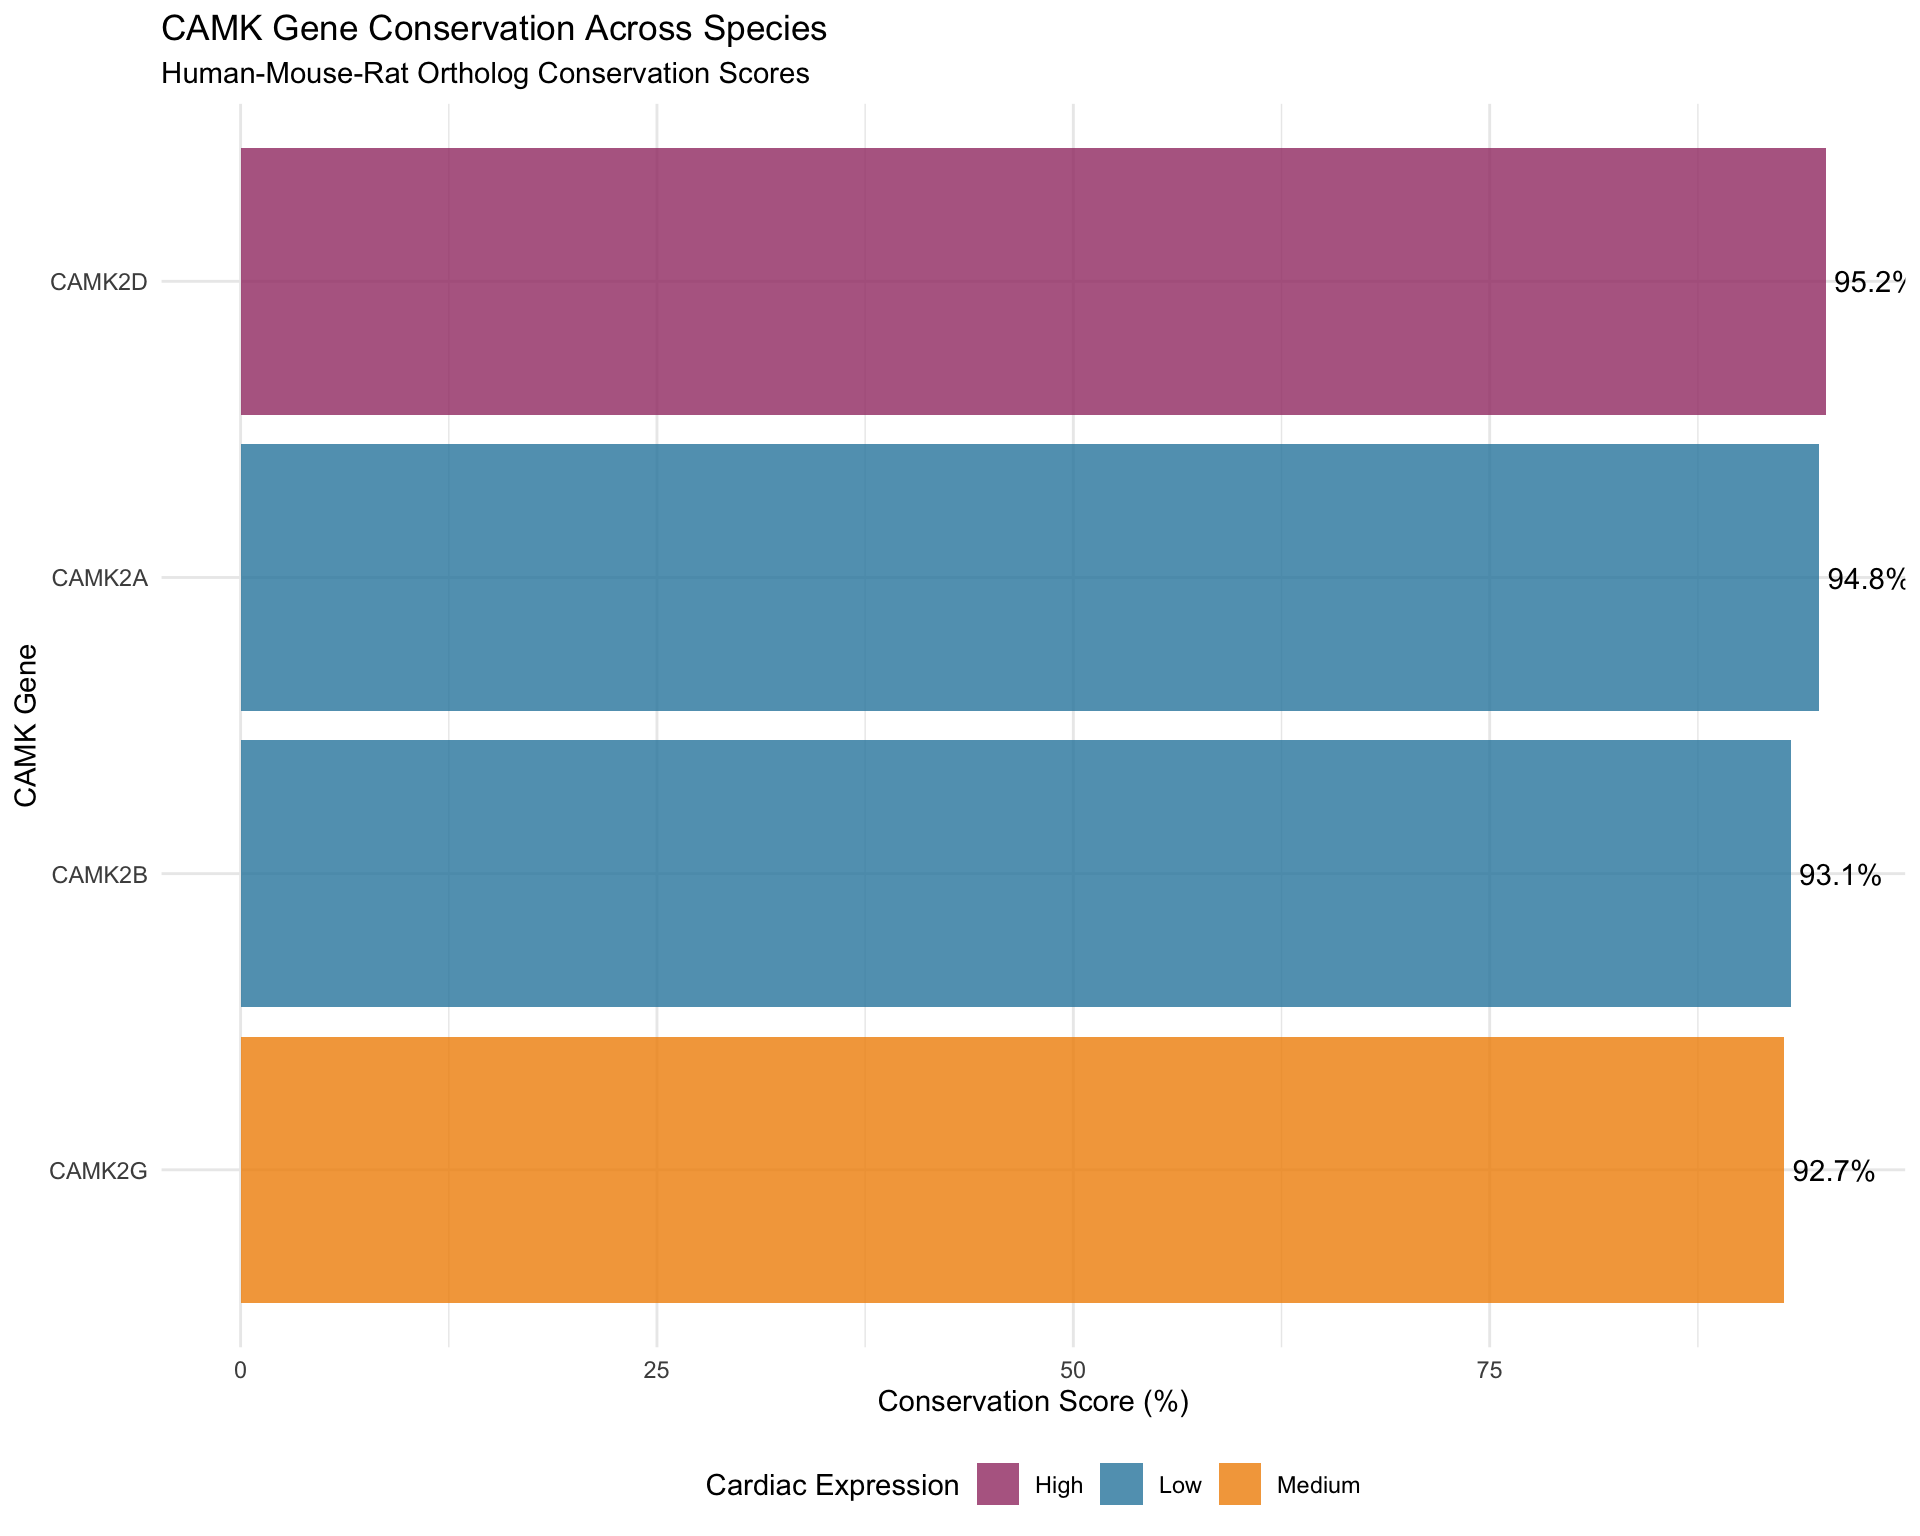 CAMK Gene Conservation Across Species
Human-Mouse-Rat Ortholog Conservation Scores
CAMK Gene
CAMK2D
95.2%
CAMK2A
94.8%
CAMK2B
93.1%
CAMK2G
92.7%
0 25 50 75
Conservation Score (%)
Cardiac Expression High Low Medium